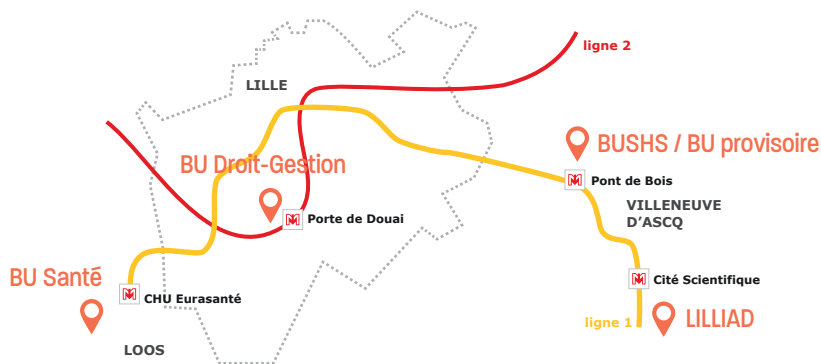 ligne 2
LILLE
BUSHS / BU provisoire
BU Droit-Gestion
Pont de Bois
VILLENEUVE
D'ASCQ
Porte de Douai
BU Santé
Cité Scientifique
CHU Eurasanté
ligne 1
LILLIAD
LOOS